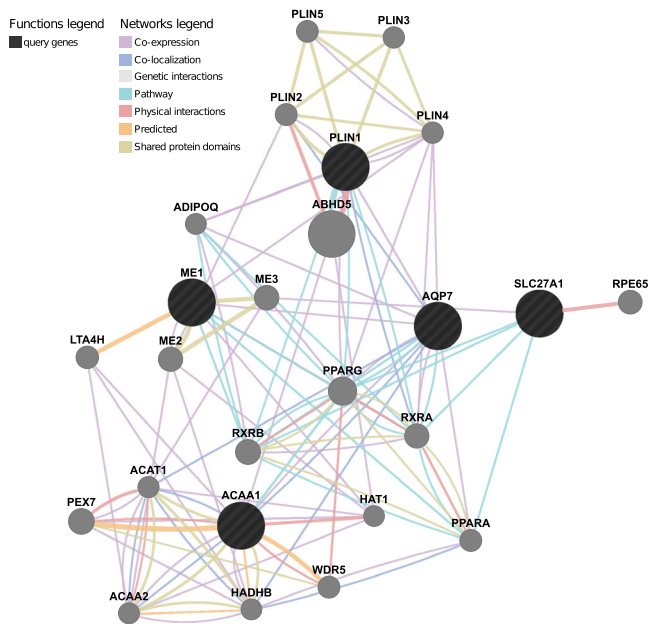 Functions legend
query genes
Networks legend
Co-expression
Co-localization
Genetic interactions
Pathway
Physical interactions
Predicted
Shared protein domains
PLIN5
PLIN3
PLIN2
PLIN4
PLIN1
ABHD5
ADIPOQ
ME1
ME3
AQP7
SLC27A1
RPE65
LTA4H
ME2
PPARG
RXRB
RXRA
ACAT1
PEX7
ACAA1
HAT1
PPARA
WDR5
ACAA2
HADHB